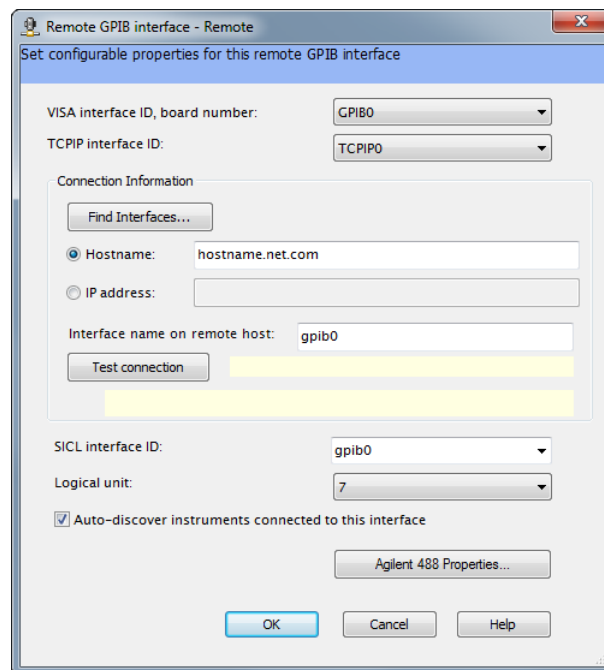 Remote GPIB interface - Remote
Set configurable properties for this remote GPIB interface
VISA interface ID, board number: GPIB0
TCPIP interface ID: TCPIP0
Connection Information
Find Interfaces...
Hostname: hostname.net.com
IP address:
Interface name on remote host: gpib0
Test connection
SICL interface ID: gpib0
Logical unit: 7
Auto-discover instruments connected to this interface
Agilent 488 Properties...
OK Cancel Help